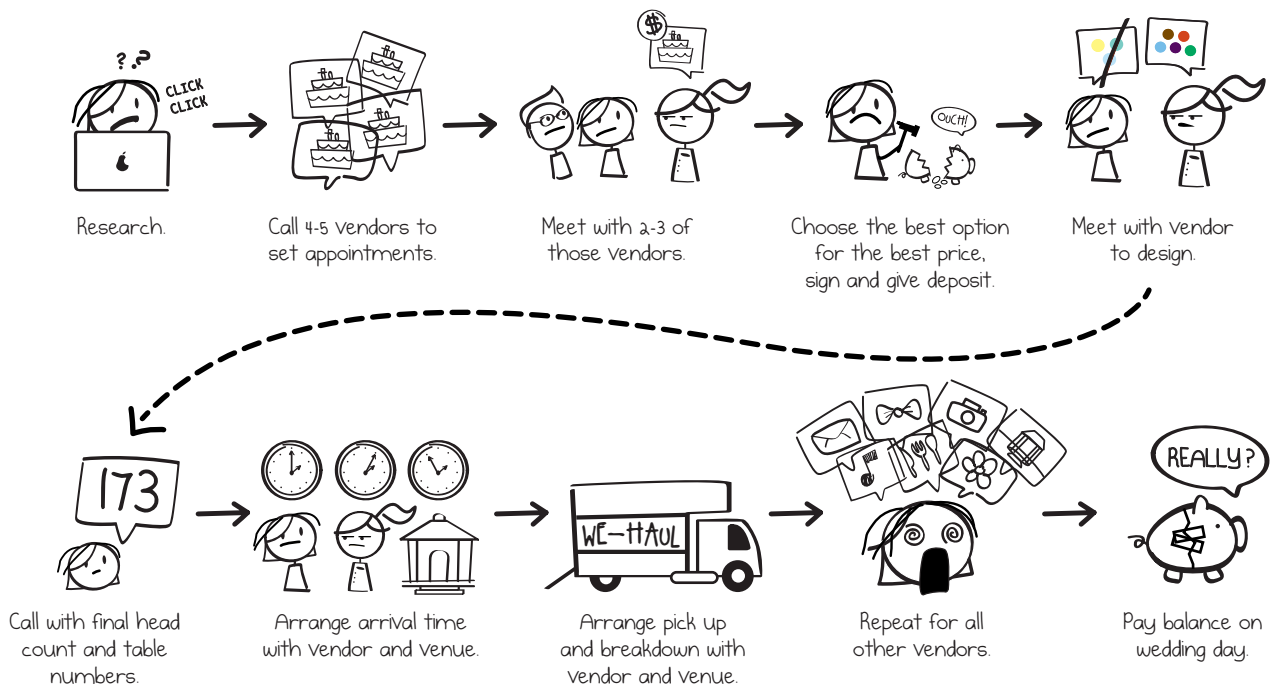 ? ? ?
CLICK
CLICK
Research.
Call 4-5 vendors to
set appointments.
$
Meet with 2-3 of
those vendors.
OUCH!
Choose the best option
for the best price,
sign and give deposit.
Meet with vendor
to design.
173
Call with final head
count and table
numbers.
Arrange arrival time
with vendor and venue.
WE-HAUL
Arrange pick up
and breakdown with
vendor and venue.
Repeat for all
other vendors.
REALLY?
Pay balance on
wedding day.